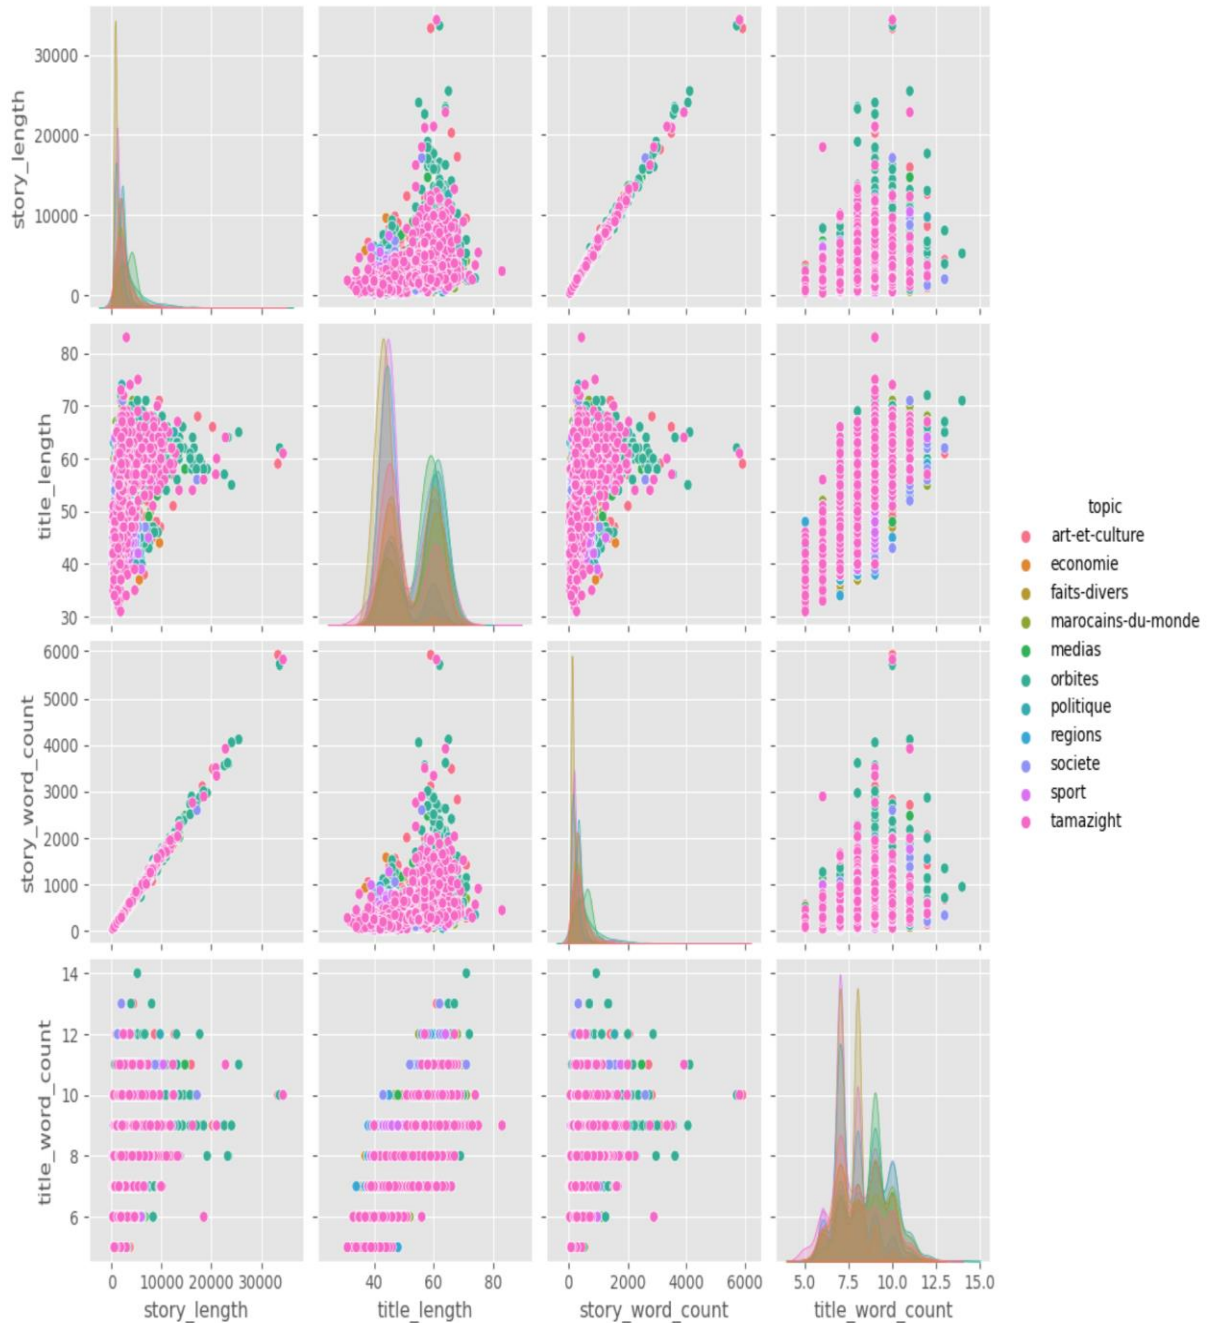 story_length
30000
20000
10000
0
title_length
80
70
60
50
40
30
story_word_count
6000
5000
4000
3000
2000
1000
0
title_word_count
14
12
10
8
6
0 10000 20000 30000
40 60 80
0 2000 4000 6000
5.0 7.5 10.0 12.5 15.0
story_length title_length story_word_count title_word_count
topic
art-et-culture
economie
faits-divers
marocains-du-monde
medias
orbites
politique
regions
societe
sport
tamazight